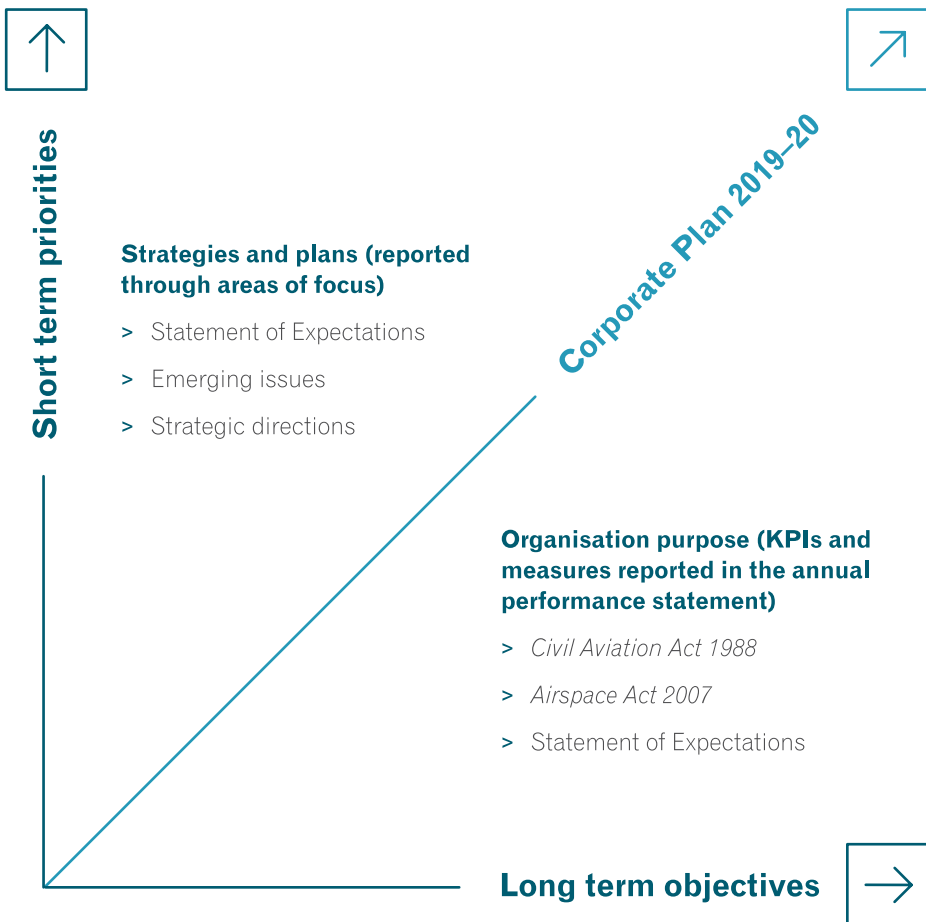 Short term priorities
Corporate Plan 2019–20
Strategies and plans (reported
through areas of focus)
> Statement of Expectations
> Emerging issues
> Strategic directions
Organisation purpose (KPIs and
measures reported in the annual
performance statement)
> Civil Aviation Act 1988
> Airspace Act 2007
> Statement of Expectations
Long term objectives